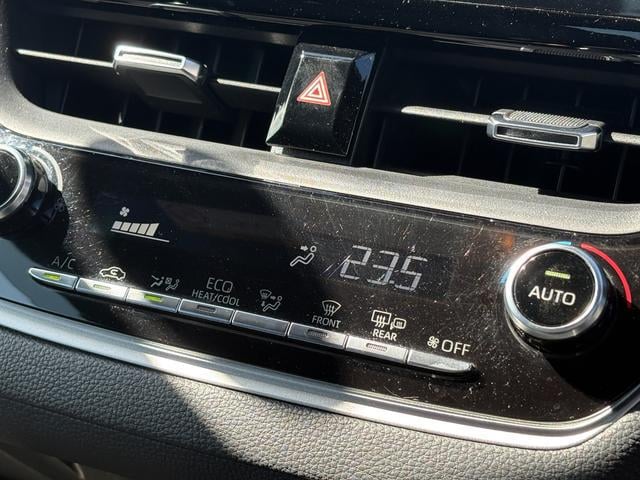 23.5
A/C
ECO
HEAT/COOL
FRONT
REAR
OFF
AUTO